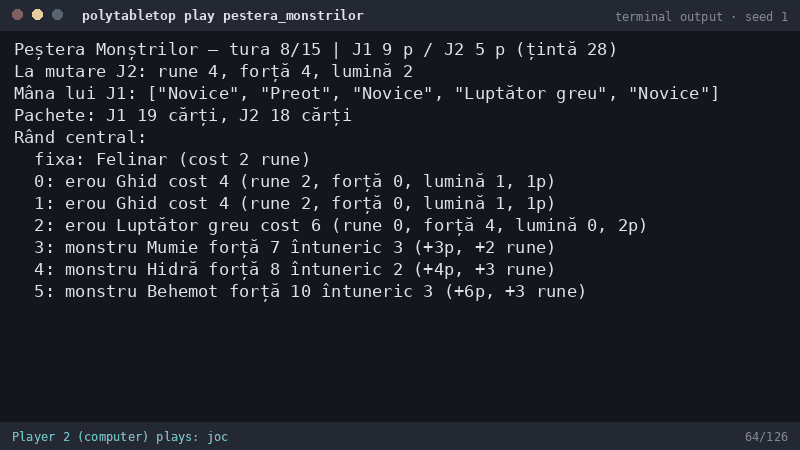 polytabletop play pestera_monstrilor
terminal output · seed 1
Peștera Monștrilor — tura 8/15 | J1 9 p / J2 5 p (țintă 28)
La mutare J2: rune 4, forță 4, lumină 2
Mâna lui J1: ["Novice", "Preot", "Novice", "Luptător greu", "Novice"]
Pachete: J1 19 cărți, J2 18 cărți
Rând central:
fixa: Felinar (cost 2 rune)
0: erou Ghid cost 4 (rune 2, forță 0, lumină 1, 1p)
1: erou Ghid cost 4 (rune 2, forță 0, lumină 1, 1p)
2: erou Luptător greu cost 6 (rune 0, forță 4, lumină 0, 2p)
3: monstru Mumie forță 7 întuneric 3 (+3p, +2 rune)
4: monstru Hidră forță 8 întuneric 2 (+4p, +3 rune)
5: monstru Behemot forță 10 întuneric 3 (+6p, +3 rune)
Player 2 (computer) plays: joc
64/126